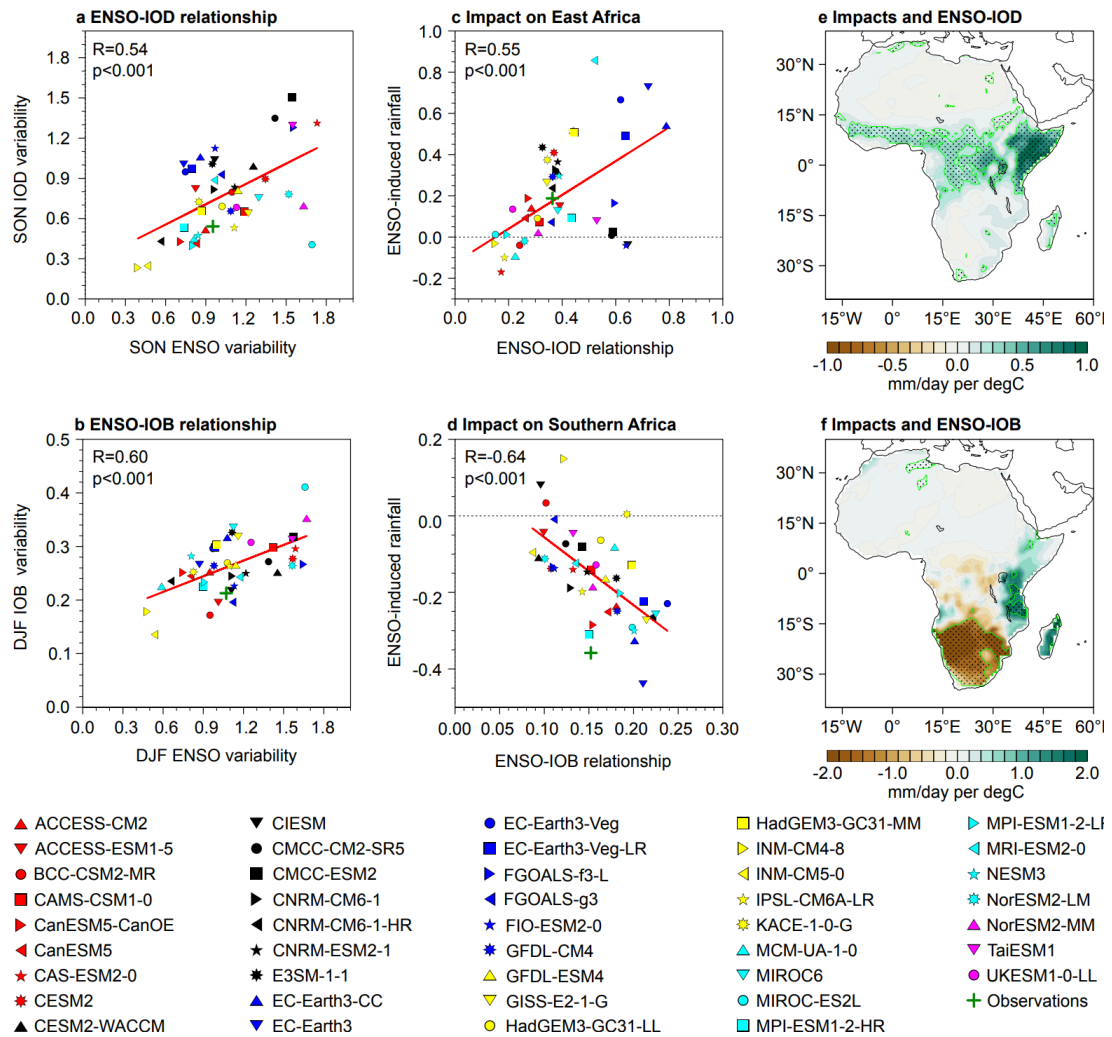 a ENSO-IOD relationship
R=0.54
p<0.001
SON IOD variability
2.1
1.8
1.5
1.2
0.9
0.6
0.3
0.0
0.0 0.3 0.6 0.9 1.2 1.5 1.8
SON ENSO variability
c Impact on East Africa
R=0.55
p<0.001
ENSO-induced rainfall
1.0
0.8
0.6
0.4
0.2
0.0
-0.2
0.0 0.2 0.4 0.6 0.8 1.0
ENSO-IOD relationship
e Impacts and ENSO-IOD
30°N
15°N
0°
15°S
30°S
15°W 0° 15°E 30°E 45°E 60°
-1.0 -0.5 0.0 0.5 1.0
mm/day per degC
b ENSO-IOB relationship
R=0.60
p<0.001
DJF IOB variability
0.5
0.4
0.3
0.2
0.1
0.0
0.0 0.4 0.8 1.2 1.6 2.0
DJF ENSO variability
d Impact on Southern Africa
R=-0.64
p<0.001
ENSO-induced rainfall
0.2
0.0
-0.2
-0.4
0.00 0.05 0.10 0.15 0.20 0.25 0.30
ENSO-IOB relationship
f Impacts and ENSO-IOB
30°N
15°N
0°
15°S
30°S
15°W 0° 15°E 30°E 45°E 60°
-2.0 -1.0 0.0 1.0 2.0
mm/day per degC
ACCESS-CM2
ACCESS-ESM1-5
BCC-CSM2-MR
CAMS-CSM1-0
CanESM5-CanOE
CanESM5
CAS-ESM2-0
CESM2
CESM2-WACCM
CIESM
CMCC-CM2-SR5
CMCC-ESM2
CNRM-CM6-1
CNRM-CM6-1-HR
CNRM-ESM2-1
E3SM-1-1
EC-Earth3-CC
EC-Earth3
EC-Earth3-Veg
EC-Earth3-Veg-LR
FGOALS-f3-L
FGOALS-g3
FIO-ESM2-0
GFDL-CM4
GFDL-ESM4
GISS-E2-1-G
HadGEM3-GC31-LL
HadGEM3-GC31-MM
INM-CM4-8
INM-CM5-0
IPSL-CM6A-LR
KACE-1-0-G
MCM-UA-1-0
MIROC6
MIROC-ES2L
MPI-ESM1-2-HR
MPI-ESM1-2-LR
MRI-ESM2-0
NESM3
NorESM2-LM
NorESM2-MM
TaiESM1
UKESM1-0-LL
Observations